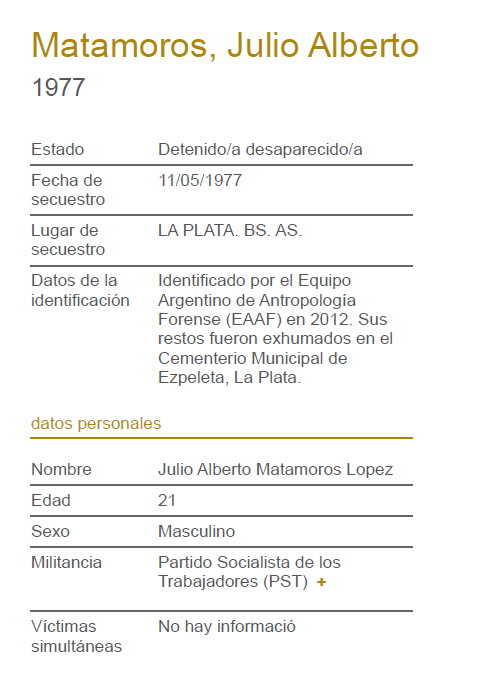 Matamoros, Julio Alberto
1977
Estado Detenido/a desaparecido/a
Fecha de 11/05/1977
secuestro
Lugar de LA PLATA. BS. AS.
secuestro
Datos de la Identificado por el Equipo
identificación Argentino de Antropología
Forense (EAAF) en 2012. Sus
restos fueron exhumados en el
Cementerio Municipal de
Ezpeleta, La Plata.
datos personales
Nombre Julio Alberto Matamoros Lopez
Edad 21
Sexo Masculino
Militancia Partido Socialista de los
Trabajadores (PST) +
Víctimas No hay informació
simultáneas